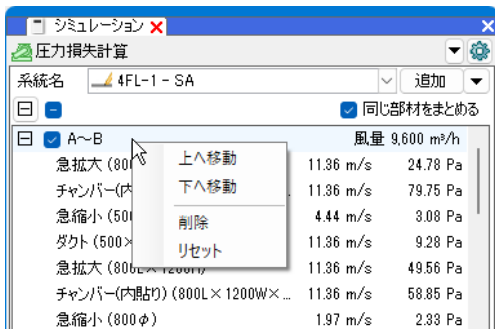 シミュレーション
圧力損失計算
系統名 4FL-1 - SA 追加
同じ部材をまとめる
A～B 風量 9,600 m³/h
急拡大 (800 11.36 m/s 24.78 Pa
チャンバー(内 11.36 m/s 79.75 Pa
急縮小 (500 4.44 m/s 3.08 Pa
ダクト (500× 11.36 m/s 9.28 Pa
急拡大 (800L×1200H) 11.36 m/s 49.56 Pa
チャンバー(内貼り) (800L×1200W×... 11.36 m/s 58.85 Pa
急縮小 (800φ) 1.97 m/s 2.33 Pa
上へ移動
下へ移動
削除
リセット